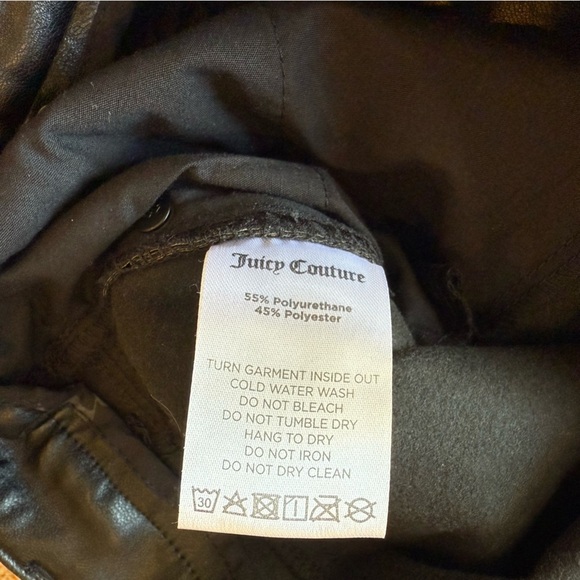 Juicy Couture
55% Polyurethane
45% Polyester
TURN GARMENT INSIDE OUT
COLD WATER WASH
DO NOT BLEACH
DO NOT TUMBLE DRY
HANG TO DRY
DO NOT IRON
DO NOT DRY CLEAN
30